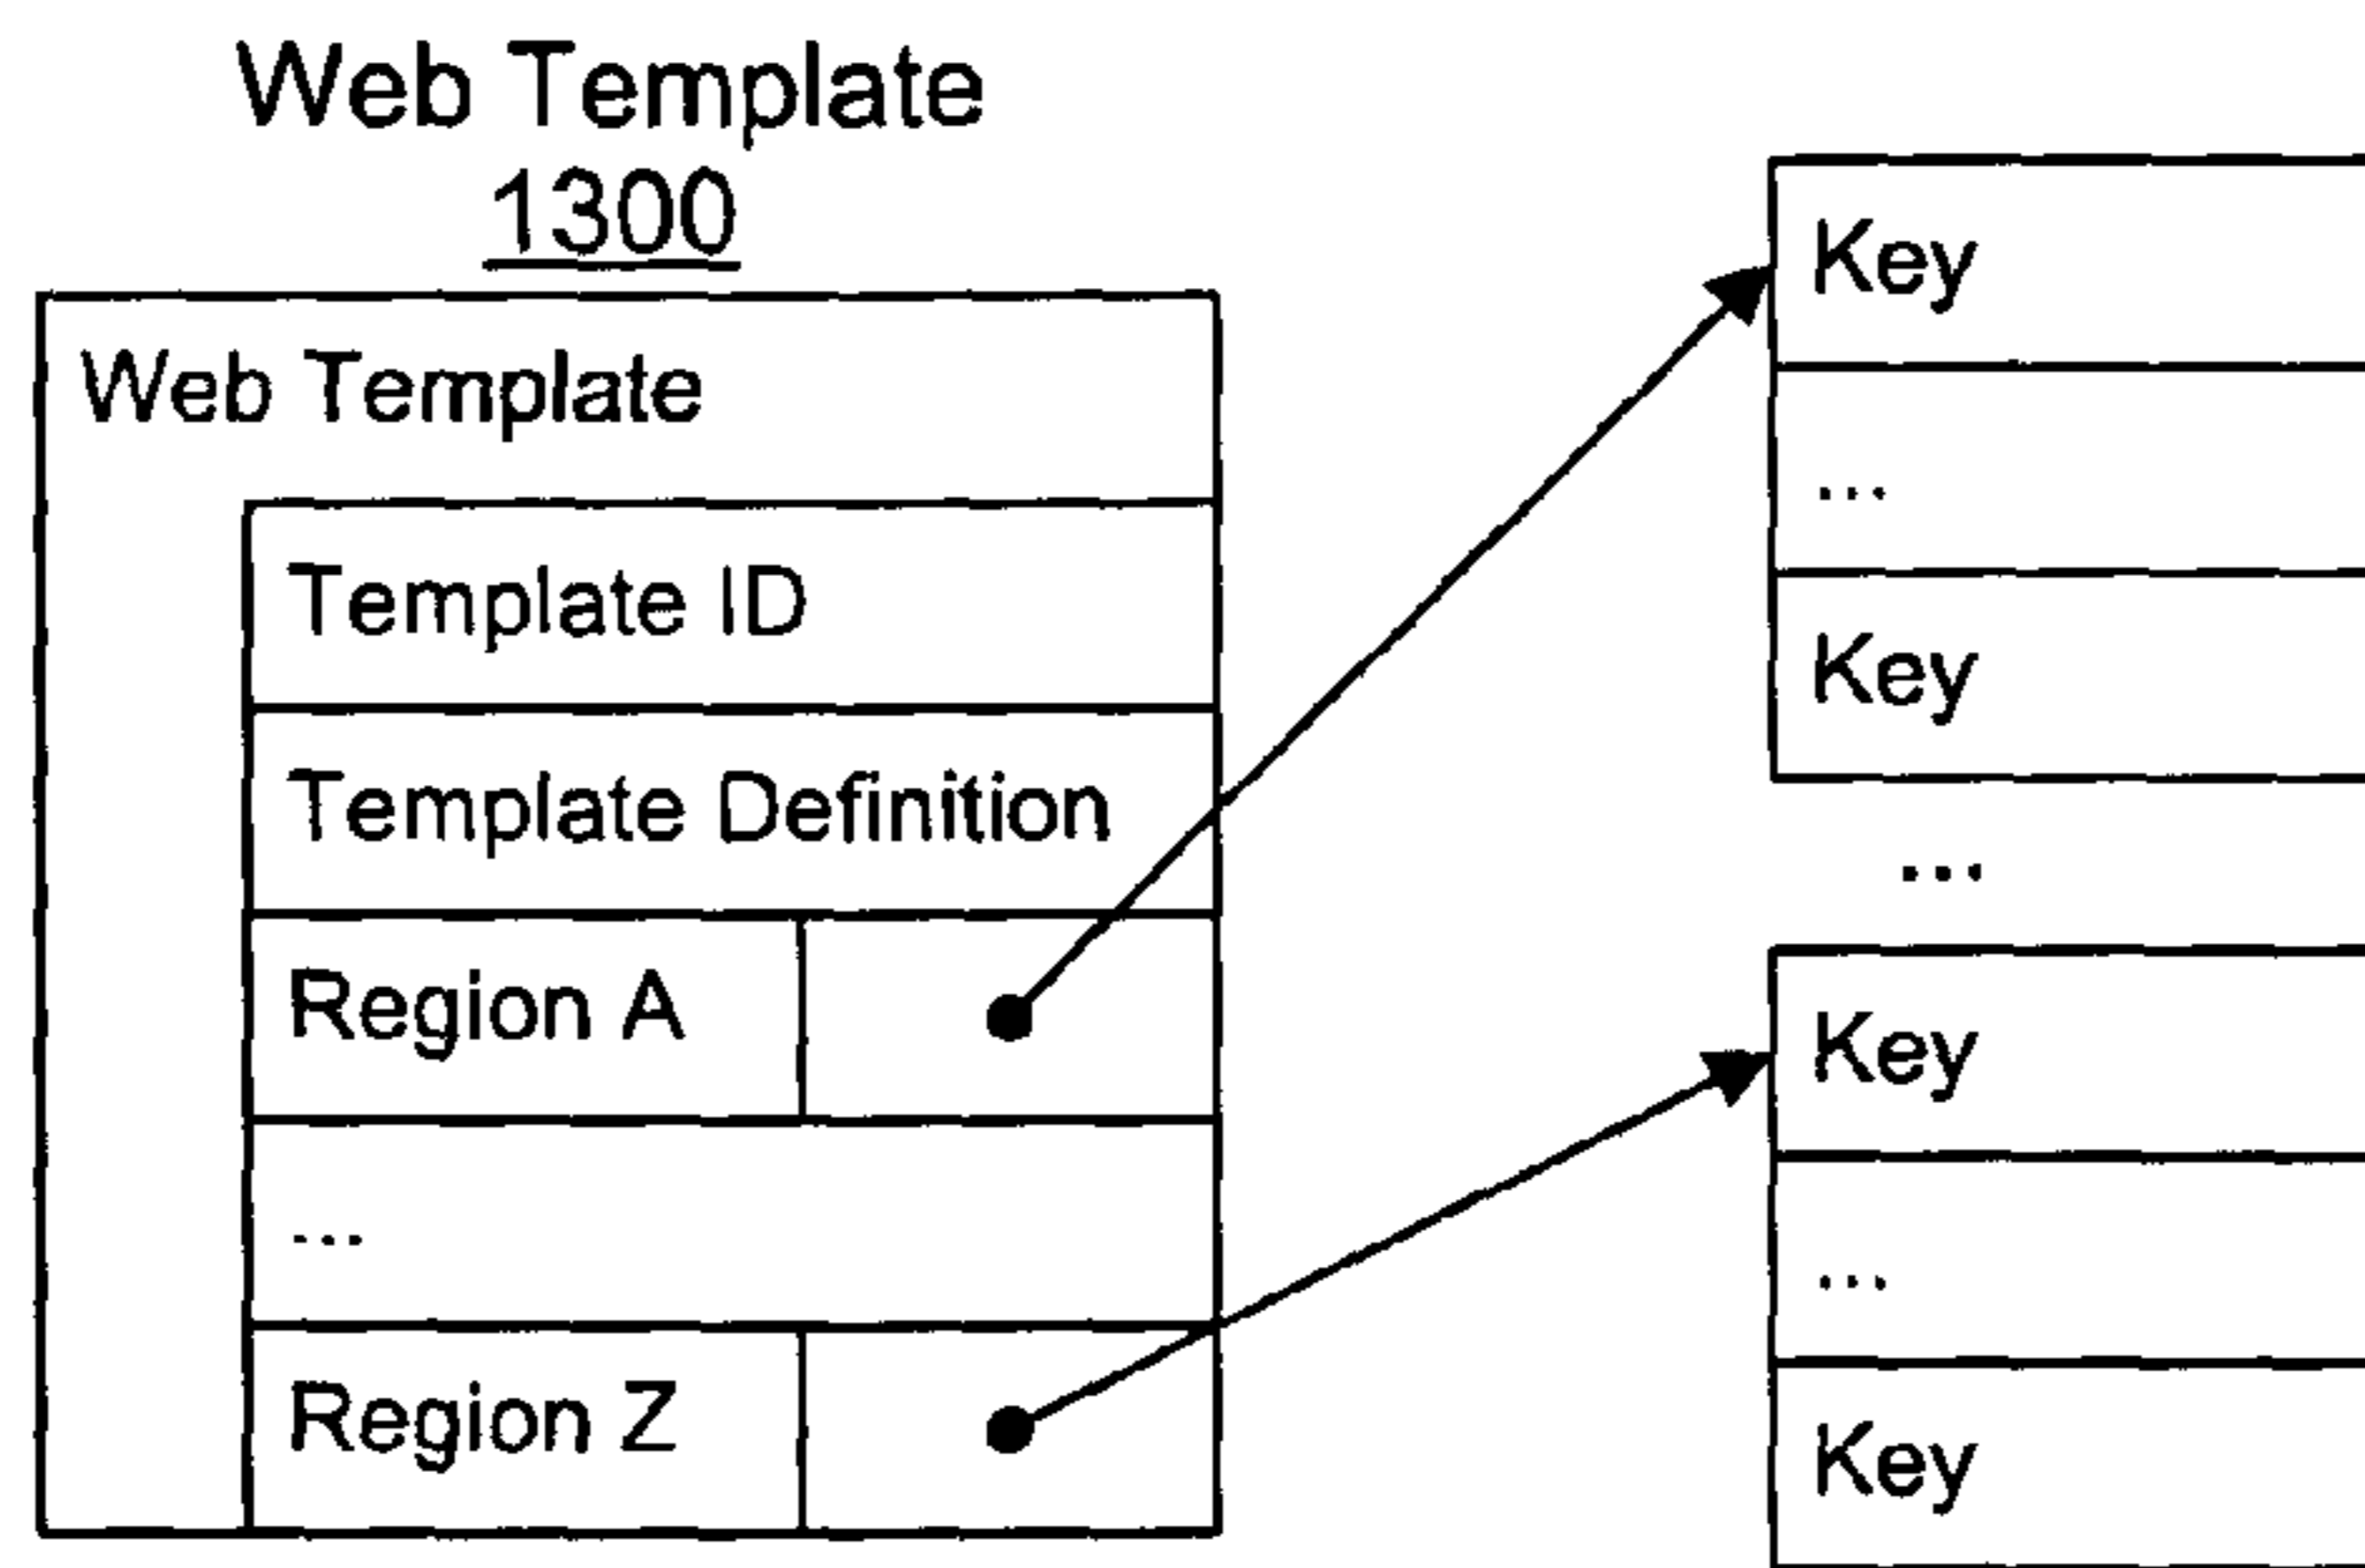 Web Template
1300
Web Template
Template ID
Template Definition
Region A
...
Region Z
Key
...
Key
...
Key
...
Key